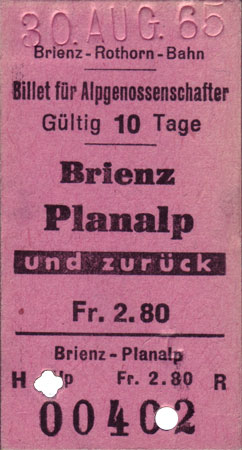 30. AUG. 65
Brienz-Rothorn-Bahn
Billet für Alpgenossenschafter
Gültig 10 Tage
Brienz
Planalp
und zurück
Fr. 2.80
Brienz - Planalp
H Fr. 2.80 R
00402